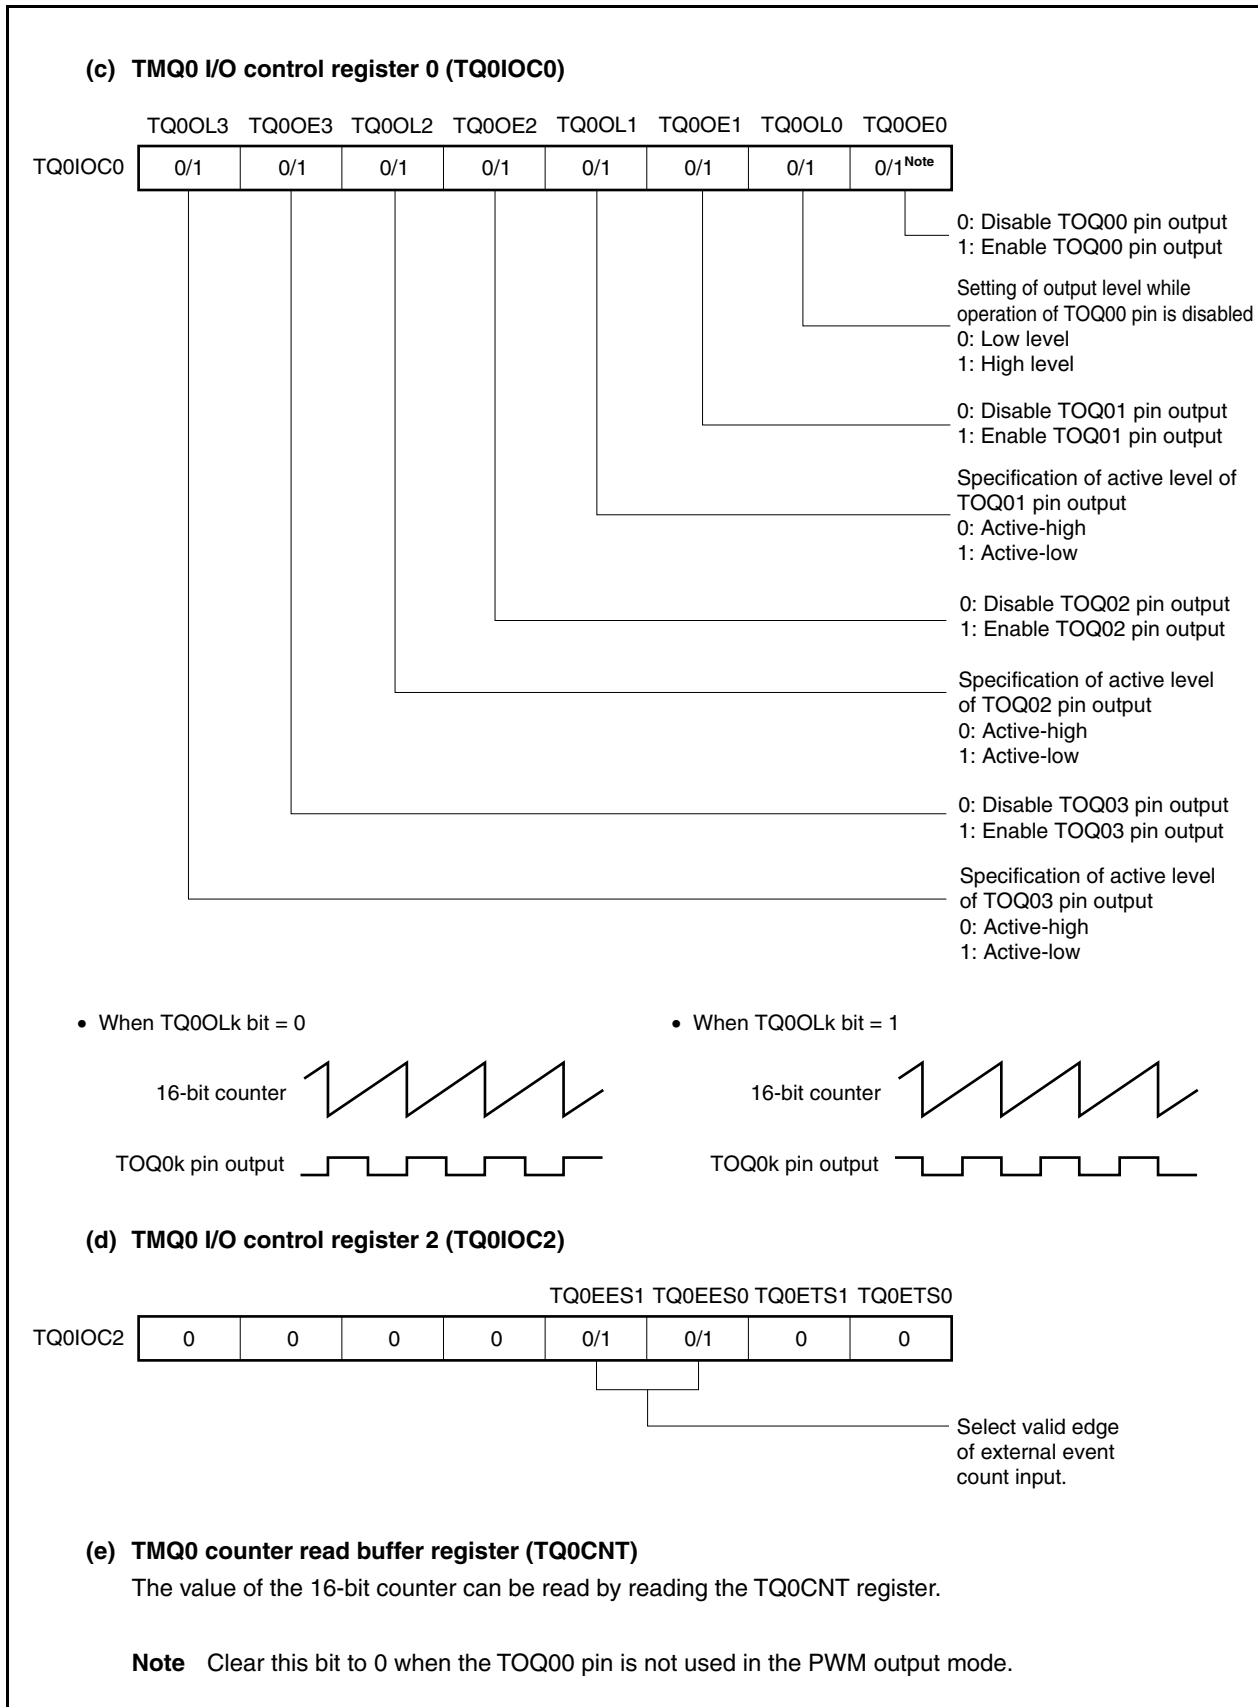 (c) TMQ0 I/O control register 0 (TQ0IOC0)
TQ0OL3 TQ0OE3 TQ0OL2 TQ0OE2 TQ0OL1 TQ0OE1 TQ0OL0 TQ0OE0
TQ0IOC0 0/1 0/1 0/1 0/1 0/1 0/1 0/1 0/1Note
0: Disable TOQ00 pin output
1: Enable TOQ00 pin output
Setting of output level while
operation of TOQ00 pin is disabled
0: Low level
1: High level
0: Disable TOQ01 pin output
1: Enable TOQ01 pin output
Specification of active level of
TOQ01 pin output
0: Active-high
1: Active-low
0: Disable TOQ02 pin output
1: Enable TOQ02 pin output
Specification of active level
of TOQ02 pin output
0: Active-high
1: Active-low
0: Disable TOQ03 pin output
1: Enable TOQ03 pin output
Specification of active level
of TOQ03 pin output
0: Active-high
1: Active-low
• When TQ0OLk bit = 0
16-bit counter
TOQ0k pin output
• When TQ0OLk bit = 1
16-bit counter
TOQ0k pin output
(d) TMQ0 I/O control register 2 (TQ0IOC2)
TQ0EES1 TQ0EES0 TQ0ETS1 TQ0ETS0
TQ0IOC2 0 0 0 0 0/1 0/1 0 0
Select valid edge
of external event
count input.
(e) TMQ0 counter read buffer register (TQ0CNT)
The value of the 16-bit counter can be read by reading the TQ0CNT register.
Note Clear this bit to 0 when the TOQ00 pin is not used in the PWM output mode.